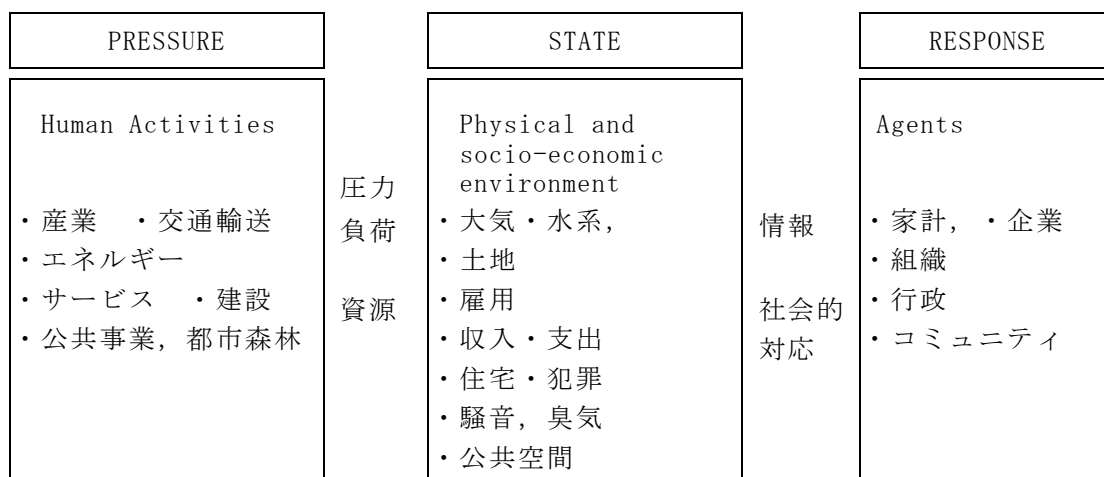 PRESSURE
STATE
RESPONSE
Human Activities
・産業　・交通輸送
・エネルギー
・サービス　・建設
・公共事業, 都市森林
圧力
負荷
資源
Physical and
socio-economic
environment
・大気・水系,
・土地
・雇用
・収入・支出
・住宅・犯罪
・騒音, 臭気
・公共空間
情報
社会的
対応
Agents
・家計, ・企業
・組織
・行政
・コミュニティ